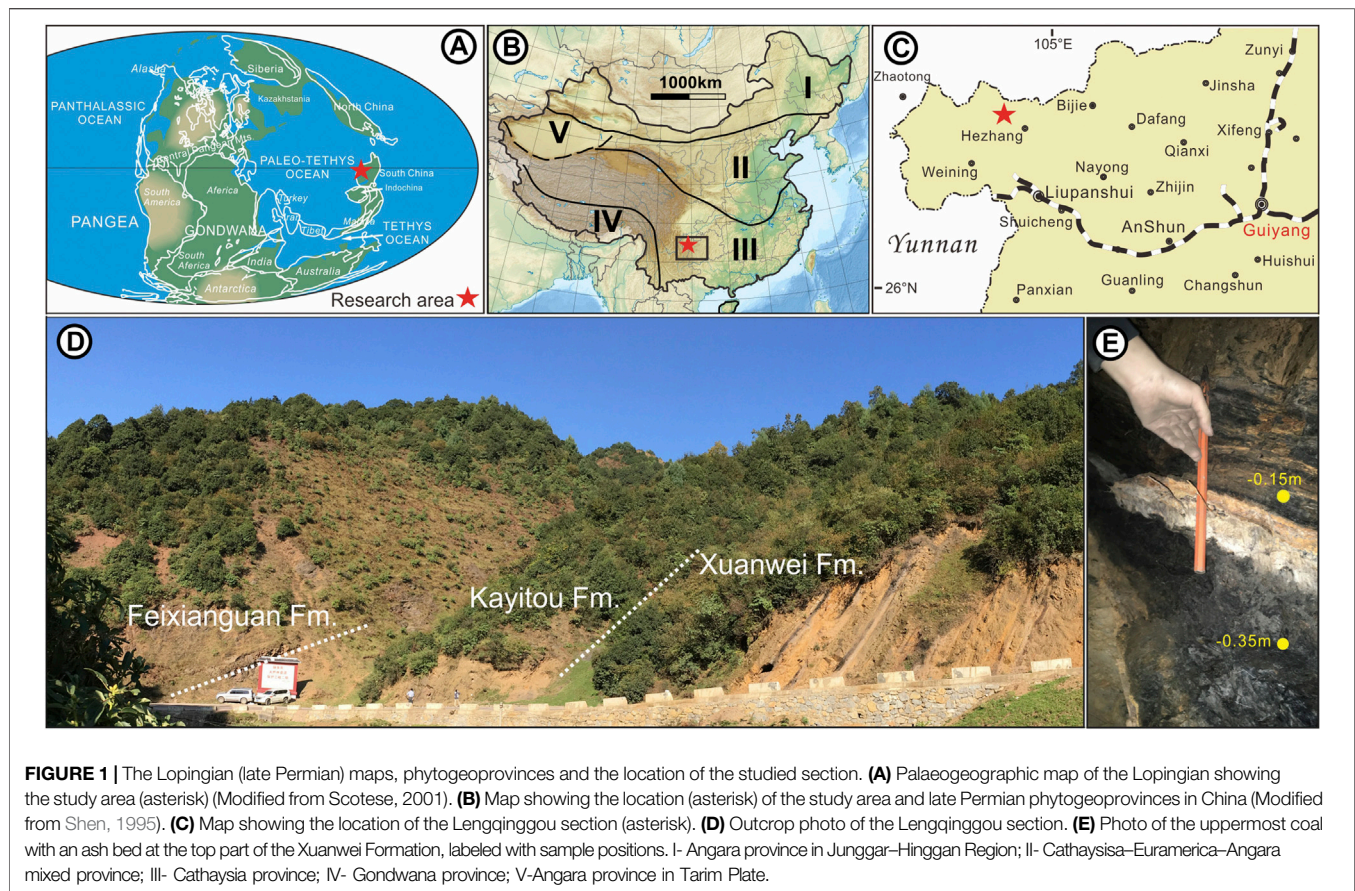 A
Alaska
Siberia
Kazakhstania
North China
PANTHALASSIC
OCEAN
Central Pangea Mts.
PALEO-TETHYS
OCEAN
South China
Indochina
South
America
Aferica
Turkey
Iran
Tibet
PANGEA
GONDWANA
TETHYS
OCEAN
South
Aferica
India
Australia
Antarctica
Research area
B
1000km
I
V
II
IV
III
C
105°E
Zunyi
Zhaotong
Jinsha
Bijie
Hezhang
Dafang
Xifeng
Qianxi
Weining
Nayong
Liupanshui
Zhijin
Shuicheng
AnShun
Guiyang
Yunnan
Huishui
26°N
Guanling
Changshun
Panxian
D
Feixianguan Fm.
Kayitou Fm.
Xuanwei Fm.
E
-0.15m
-0.35m
FIGURE 1 | The Lopingian (late Permian) maps, phytogeoprovinces and the location of the studied section. (A) Palaeogeographic map of the Lopingian showing
the study area (asterisk) (Modified from Scotese, 2001). (B) Map showing the location (asterisk) of the study area and late Permian phytogeoprovinces in China (Modified
from Shen, 1995). (C) Map showing the location of the Lengqinggou section (asterisk). (D) Outcrop photo of the Lengqinggou section. (E) Photo of the uppermost coal
with an ash bed at the top part of the Xuanwei Formation, labeled with sample positions. I- Angara province in Junggar–Hinggan Region; II- Cathaysisa–Euramerica–Angara
mixed province; III- Cathaysia province; IV- Gondwana province; V-Angara province in Tarim Plate.